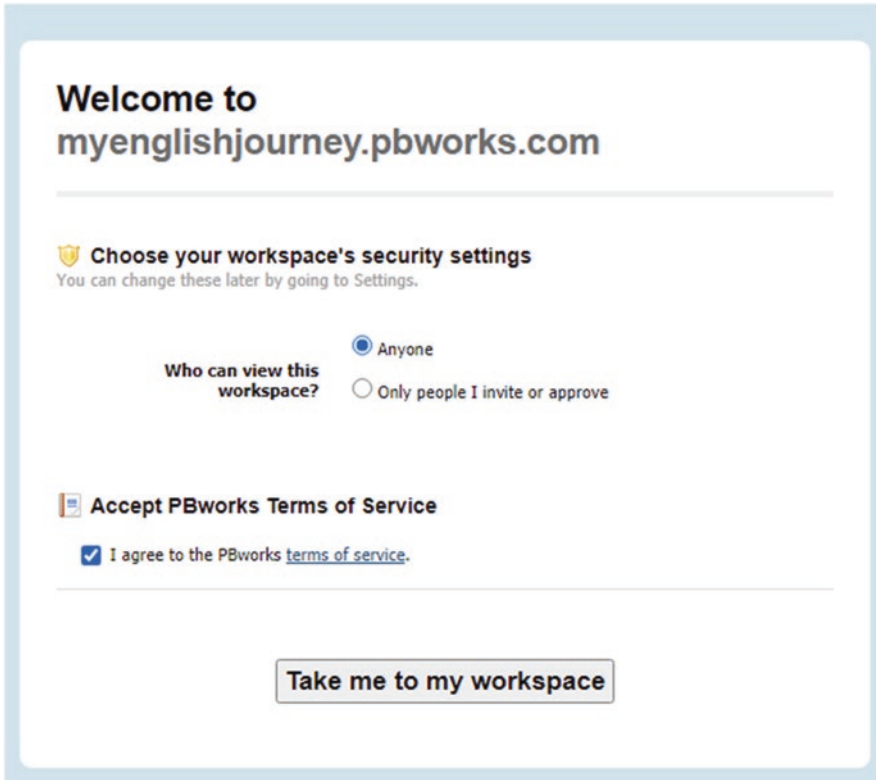 Welcome to
myenglishjourney.pbworks.com
Choose your workspace's security settings
You can change these later by going to Settings.
Who can view this
workspace?
Anyone
Only people I invite or approve
Accept PBworks Terms of Service
I agree to the PBworks terms of service.
Take me to my workspace